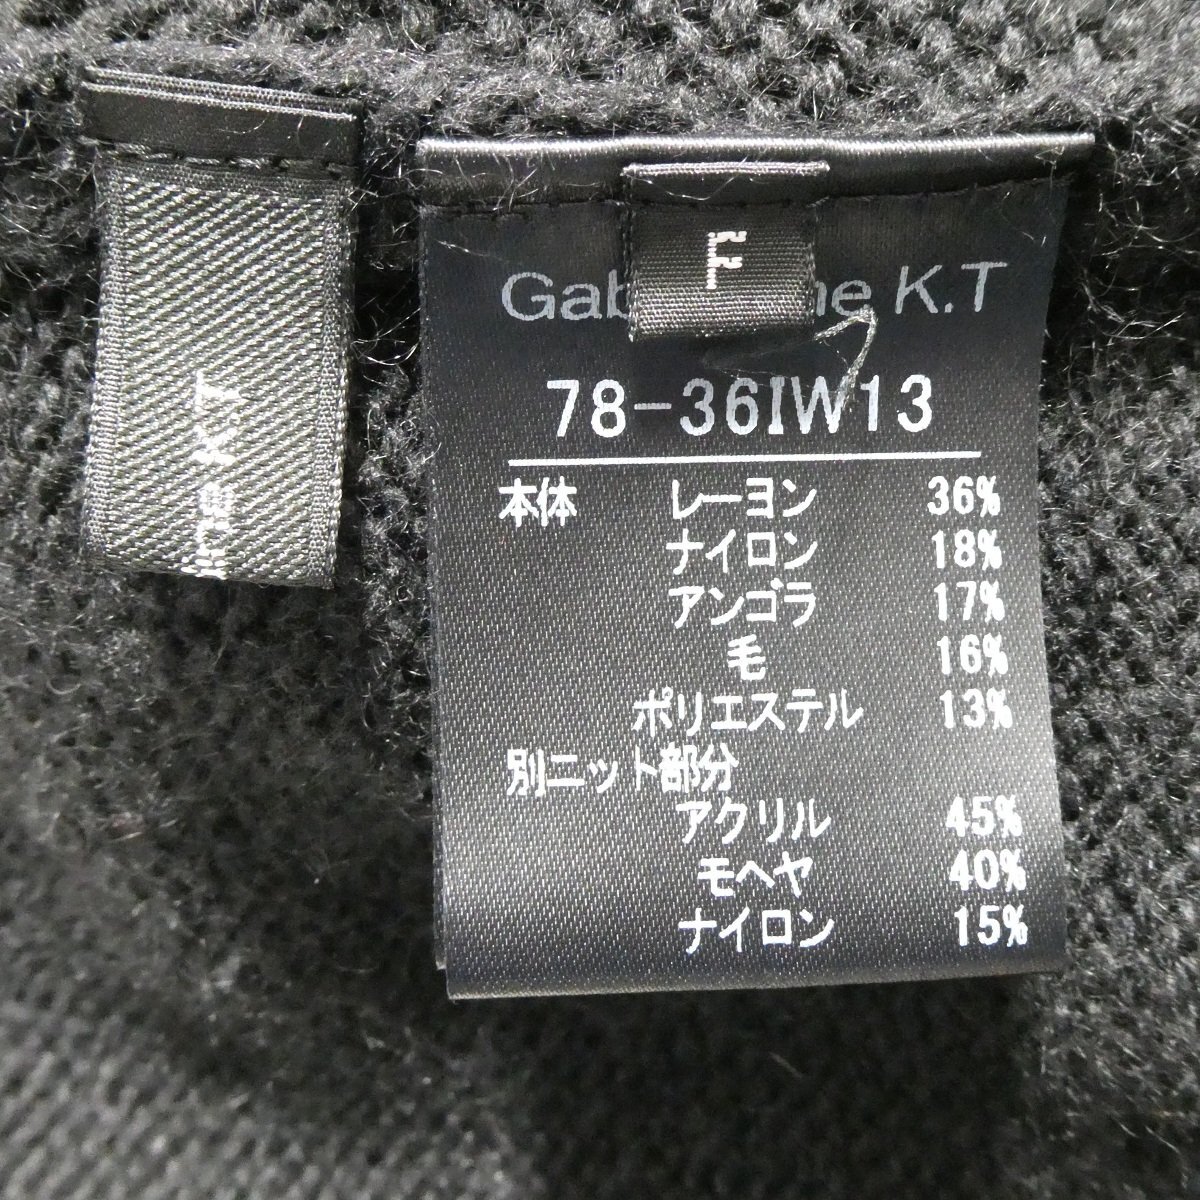 F
K.T
78-36IW13
本体 レーヨン 36%
ナイロン 18%
アンゴラ 17%
毛 16%
ポリエステル 13%
別ニット部分
アクリル 45%
モヘヤ 40%
ナイロン 15%